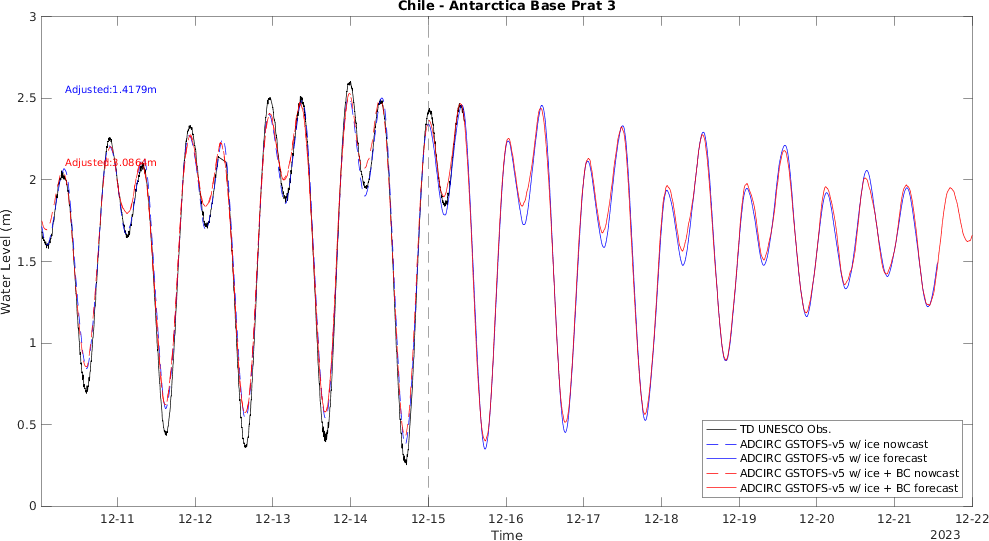 Chile - Antarctica Base Prat 3
3
2.5
2
1.5
1
0.5
0
Water Level (m)
Adjusted:1.4179m
Adjusted:3.0864m
TD UNESCO Obs.
ADCIRC GSTOFS-v5 w/ ice nowcast
ADCIRC GSTOFS-v5 w/ ice forecast
ADCIRC GSTOFS-v5 w/ ice + BC nowcast
ADCIRC GSTOFS-v5 w/ ice + BC forecast
12-11 12-12 12-13 12-14 12-15 12-16 12-17 12-18 12-19 12-20 12-21 12-22
Time
2023